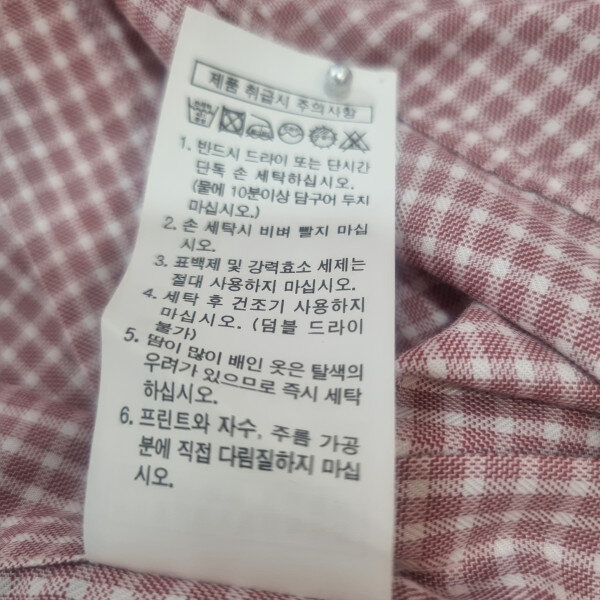 제품 취급시 주의사항
1. 반드시 드라이 또는 단시간
단독 손 세탁하십시오.
(물에 10분이상 담구어 두지
마십시오.)
2. 손 세탁시 비벼 빨지 마십
시오.
3. 표백제 및 강력효소 세제는
절대 사용하지 마십시오.
4. 세탁 후 건조기 사용하지
마십시오. (덤블 드라이
불가)
5. 땀이 많이 배인 옷은 탈색의
우려가 있으므로 즉시 세탁
하십시오.
6. 프린트와 자수, 주름 가공
분에 직접 다림질하지 마십
시오.